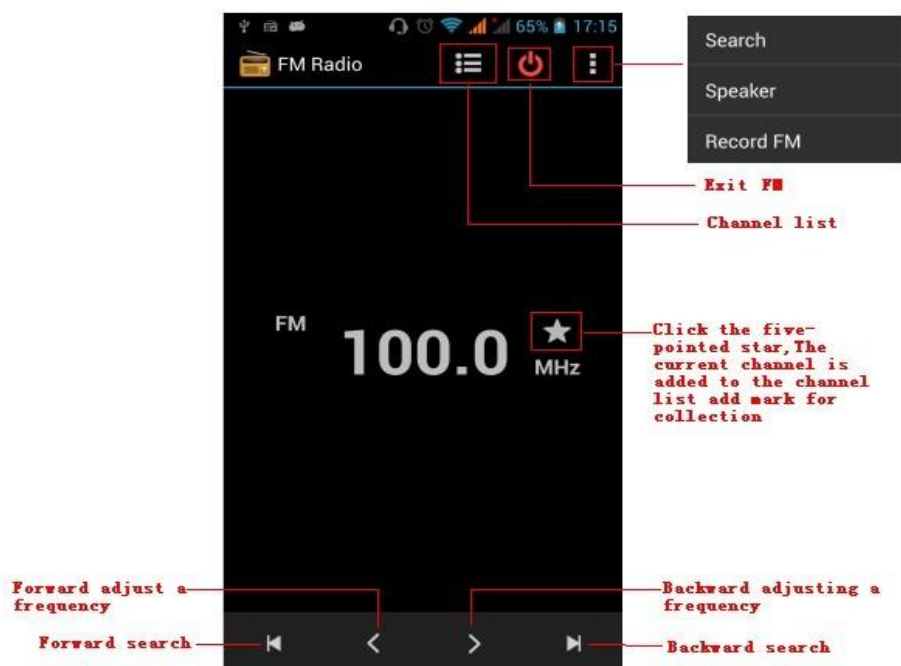 65% 17:15
FM Radio
Search
Speaker
Record FM
Exit FM
Channel list
FM
100.0
MHz
Click the five-
pointed star,The
current channel is
added to the channel
list add mark for
collection
Forward adjust a
frequency
Backward adjusting a
frequency
Forward search
Backward search